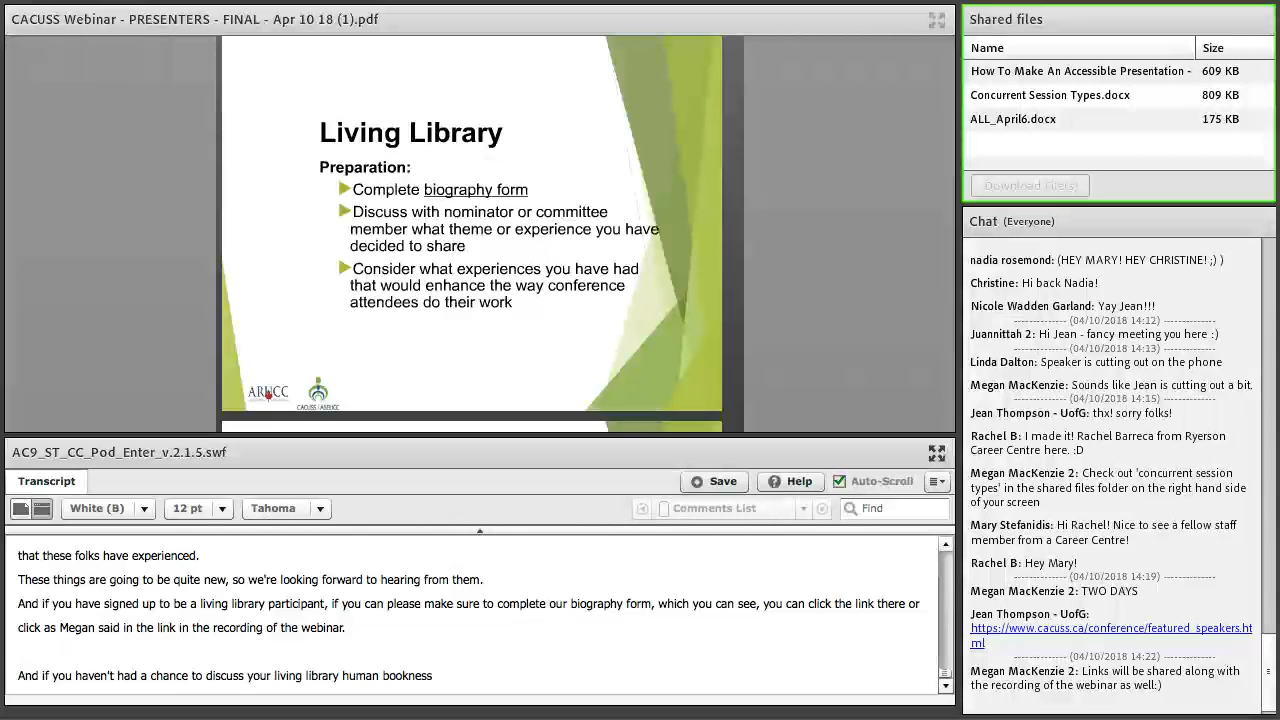 CACUSS Webinar - PRESENTERS - FINAL - Apr 10 18 (1).pdf
Living Library
Preparation:
Complete biography form
Discuss with nominator or committee
member what theme or experience you have
decided to share
Consider what experiences you have had
that would enhance the way conference
attendees do their work
ARUCC
CACUSS / ASEUCC
AC9_ST_CC_Pod_Enter_v.2.1.5.swf
Transcript
Save
Help
Auto-Scroll
White (B)
12 pt
Tahoma
Comments List
Find
that these folks have experienced.
These things are going to be quite new, so we're looking forward to hearing from them.
And if you have signed up to be a living library participant, if you can please make sure to complete our biography form, which you can see, you can click the link there or
click as Megan said in the link in the recording of the webinar.
And if you haven't had a chance to discuss your living library human bookness
Shared files
Name Size
How To Make An Accessible Presentation - 609 KB
Concurrent Session Types.docx 809 KB
ALL_April6.docx 175 KB
Download File(s)
Chat (Everyone)
nadia rosemond: (HEY MARY! HEY CHRISTINE! ;) )
Christine: Hi back Nadia!
Nicole Wadden Garland: Yay Jean!!!
-------------- (04/10/2018 14:12) --------------
Juannittah 2: Hi Jean - fancy meeting you here :)
-------------- (04/10/2018 14:13) --------------
Linda Dalton: Speaker is cutting out on the phone
Megan MacKenzie: Sounds like Jean is cutting out a bit.
-------------- (04/10/2018 14:15) --------------
Jean Thompson - UofG: thx! sorry folks!
Rachel B: I made it! Rachel Barreca from Ryerson
Career Centre here. :D
Megan MacKenzie 2: Check out 'concurrent session
types' in the shared files folder on the right hand side
of your screen
Mary Stefanidis: Hi Rachel! Nice to see a fellow staff
member from a Career Centre!
Rachel B: Hey Mary!
-------------- (04/10/2018 14:19) --------------
Megan MacKenzie 2: TWO DAYS
Jean Thompson - UofG:
https://www.cacuss.ca/conference/featured_speakers.ht
ml
-------------- (04/10/2018 14:22) --------------
Megan MacKenzie 2: Links will be shared along with
the recording of the webinar as well:)